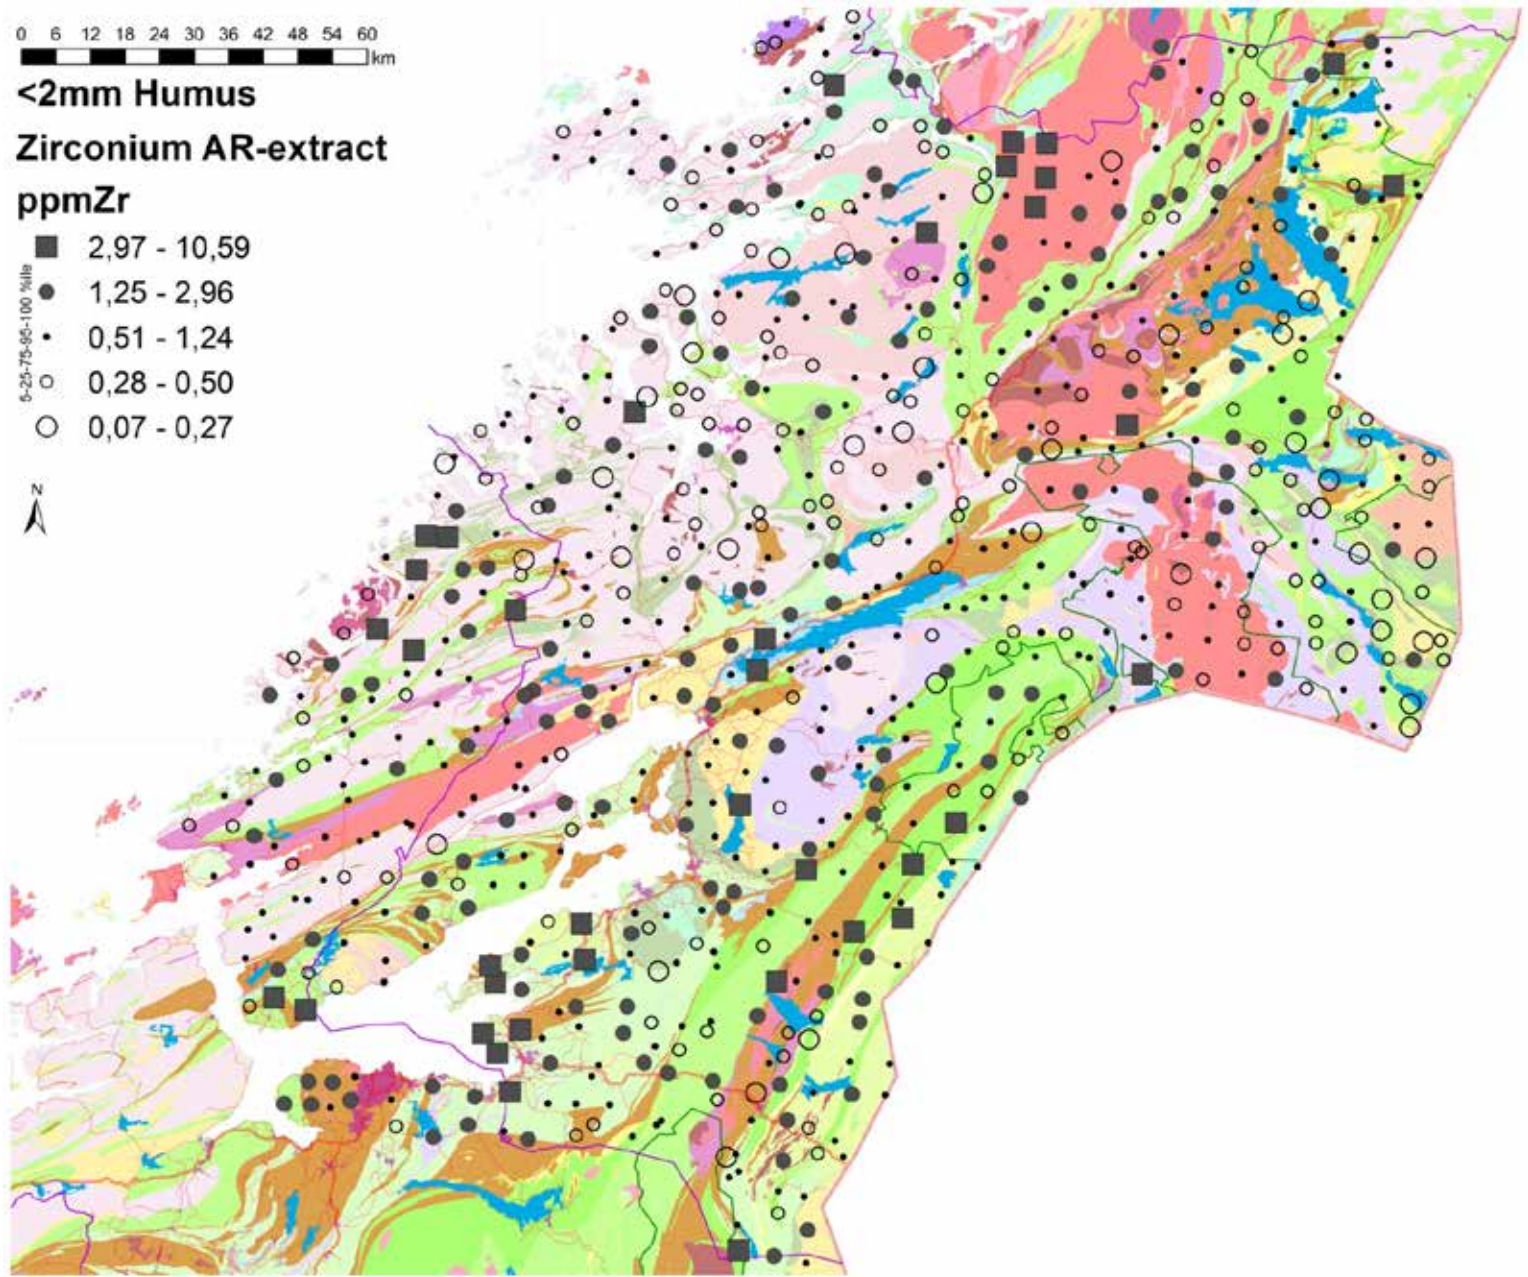 0 6 12 18 24 30 36 42 48 54 60
km
<2mm Humus
Zirconium AR-extract
ppmZr
2,97 - 10,59
1,25 - 2,96
0,51 - 1,24
0,28 - 0,50
0,07 - 0,27
5-25-75-95-100 %ile
N